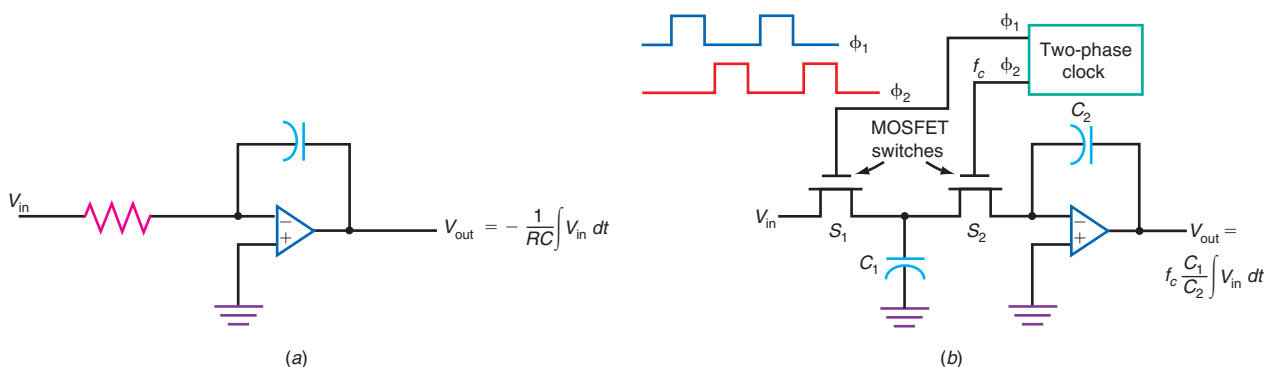 V_in
− +
V_out = − 1/RC ∫ V_in dt
(a)
ϕ1
ϕ2
ϕ1
f_c ϕ2
Two-phase
clock
MOSFET
switches
C2
V_in
S1
S2
C1
− +
V_out =
f_c C1/C2 ∫ V_in dt
(b)